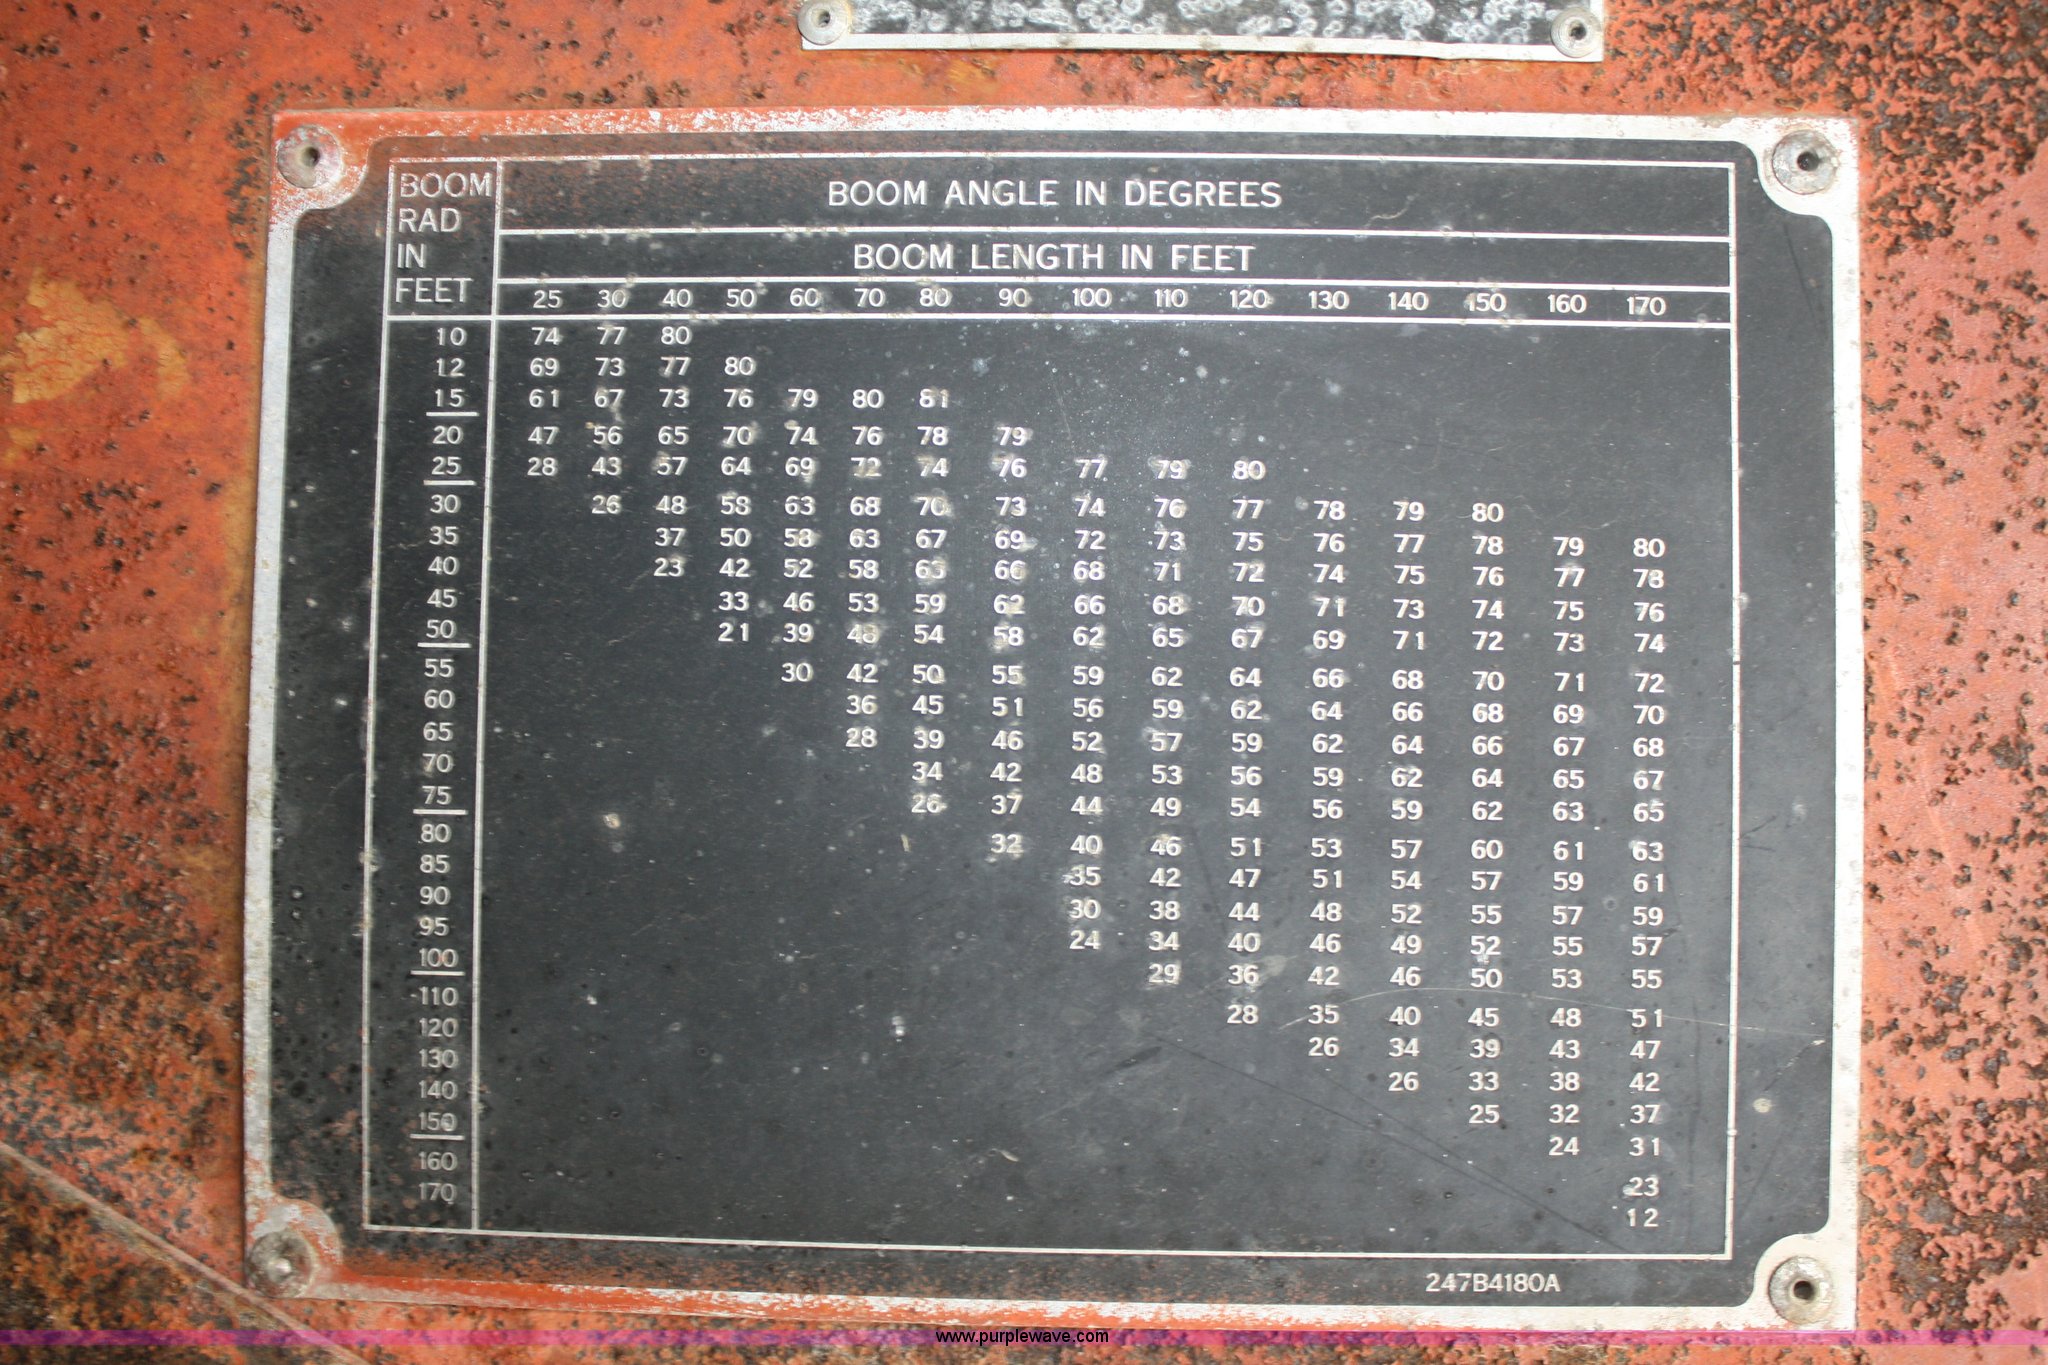 BOOM RAD IN FEET
BOOM ANGLE IN DEGREES
BOOM LENGTH IN FEET
25 30 40 50 60 70 80 90 100 110 120 130 140 150 160 170
10 74 77 80
12 69 73 77 80
15 61 67 73 76 79 80 81
20 47 56 65 70 74 76 78 79
25 28 43 57 64 69 72 74 76 77 79 80
30 26 48 58 63 68 70 73 74 76 77 78 79 80
35 37 50 58 63 67 69 72 73 75 76 77 78 79 80
40 23 42 52 58 63 66 68 71 72 74 75 76 77 78
45 33 46 53 59 62 66 68 70 71 73 74 75 76
50 21 39 48 54 58 62 65 67 69 71 72 73 74
55 30 42 50 55 59 62 64 66 68 70 71 72
60 36 45 51 56 59 62 64 66 68 69 70
65 28 39 46 52 57 59 62 64 66 67 68
70 34 42 48 53 56 59 62 64 65 67
75 26 37 44 49 54 56 59 62 63 65
80 32 40 46 51 53 57 60 61 63
85 35 42 47 51 54 57 59 61
90 30 38 44 48 52 55 57 59
95 24 34 40 46 49 52 55 57
100 29 36 42 46 50 53 55
110 28 35 40 45 48 51
120 26 34 39 43 47
130 26 33 38 42
140 25 32 37
150 24 31
160 23
170 12
247B4180A
www.purplewave.com